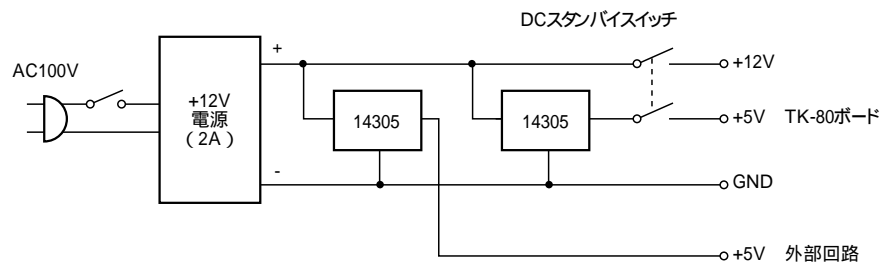 DCスタンバイスイッチ
+
+12V
AC100V
+12V
電源
（2A）
14305
14305
+5V TK-80ボード
-
GND
+5V 外部回路